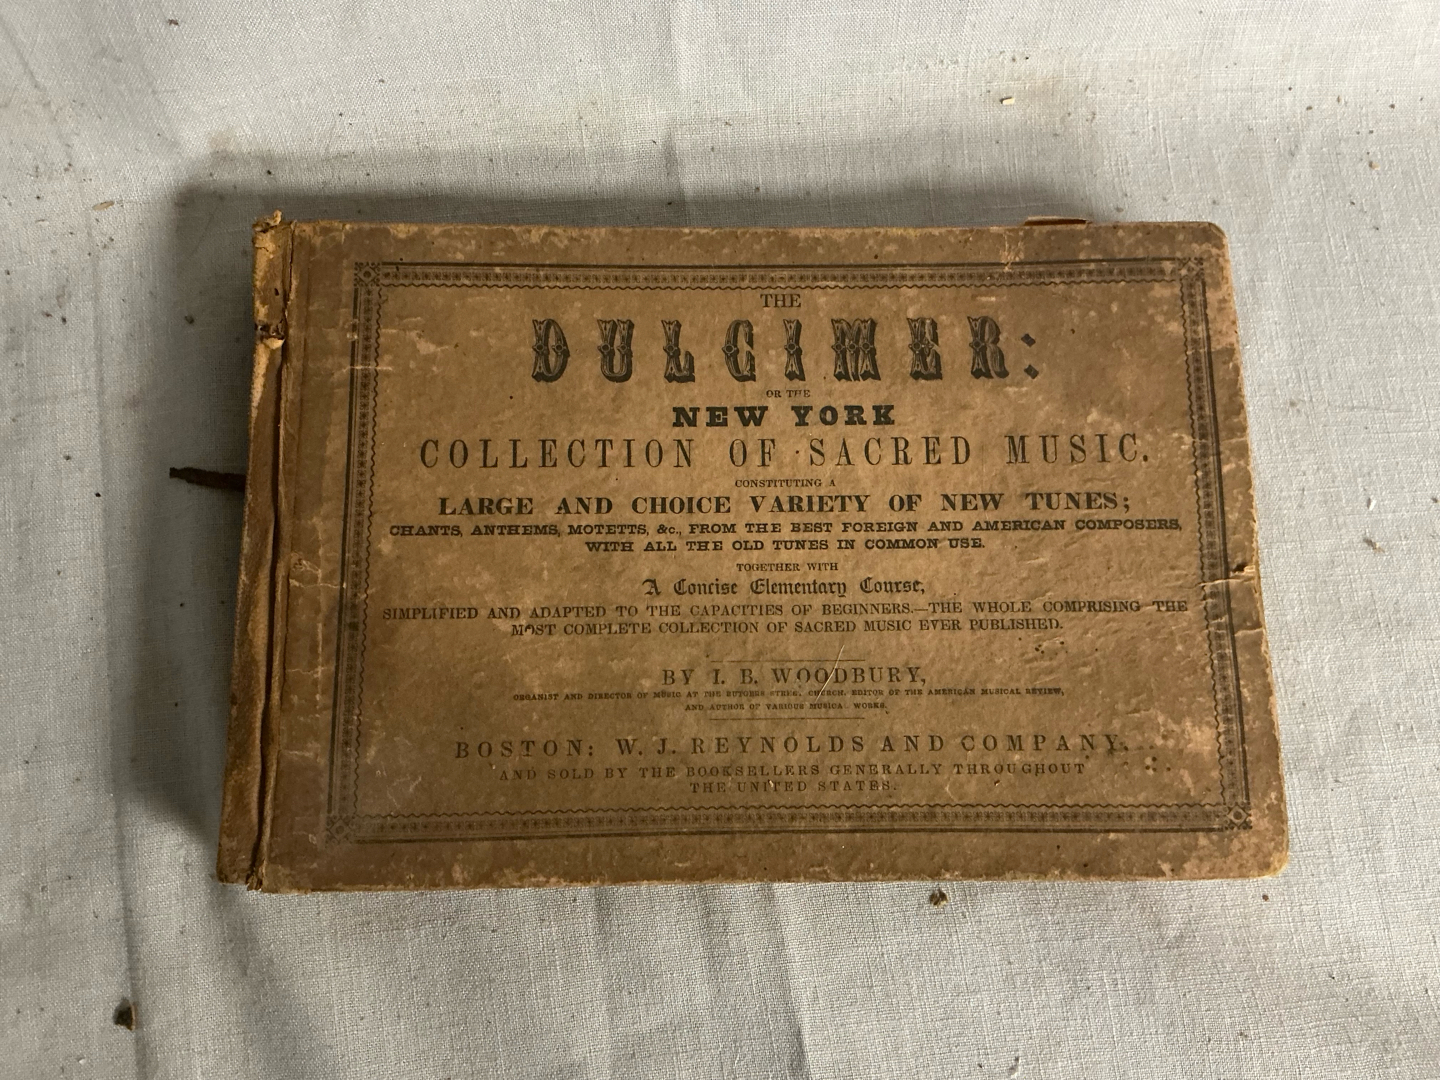 THE
DULCIMER:
OR THE
NEW YORK
COLLECTION OF SACRED MUSIC.
CONSTITUTING A
LARGE AND CHOICE VARIETY OF NEW TUNES;
CHANTS, ANTHEMS, MOTETTS, &c., FROM THE BEST FOREIGN AND AMERICAN COMPOSERS,
WITH ALL THE OLD TUNES IN COMMON USE.
TOGETHER WITH
A Concise Elementary Course,
SIMPLIFIED AND ADAPTED TO THE CAPACITIES OF BEGINNERS.—THE WHOLE COMPRISING THE
MOST COMPLETE COLLECTION OF SACRED MUSIC EVER PUBLISHED.
BY I. B. WOODBURY,
ORGANIST AND DIRECTOR OF MUSIC AT THE RUTGERS STREET CHURCH, EDITOR OF THE AMERICAN MUSICAL REVIEW,
AND AUTHOR OF VARIOUS MUSICAL WORKS.
BOSTON: W. J. REYNOLDS AND COMPANY.
AND SOLD BY THE BOOKSELLERS GENERALLY THROUGHOUT
THE UNITED STATES.